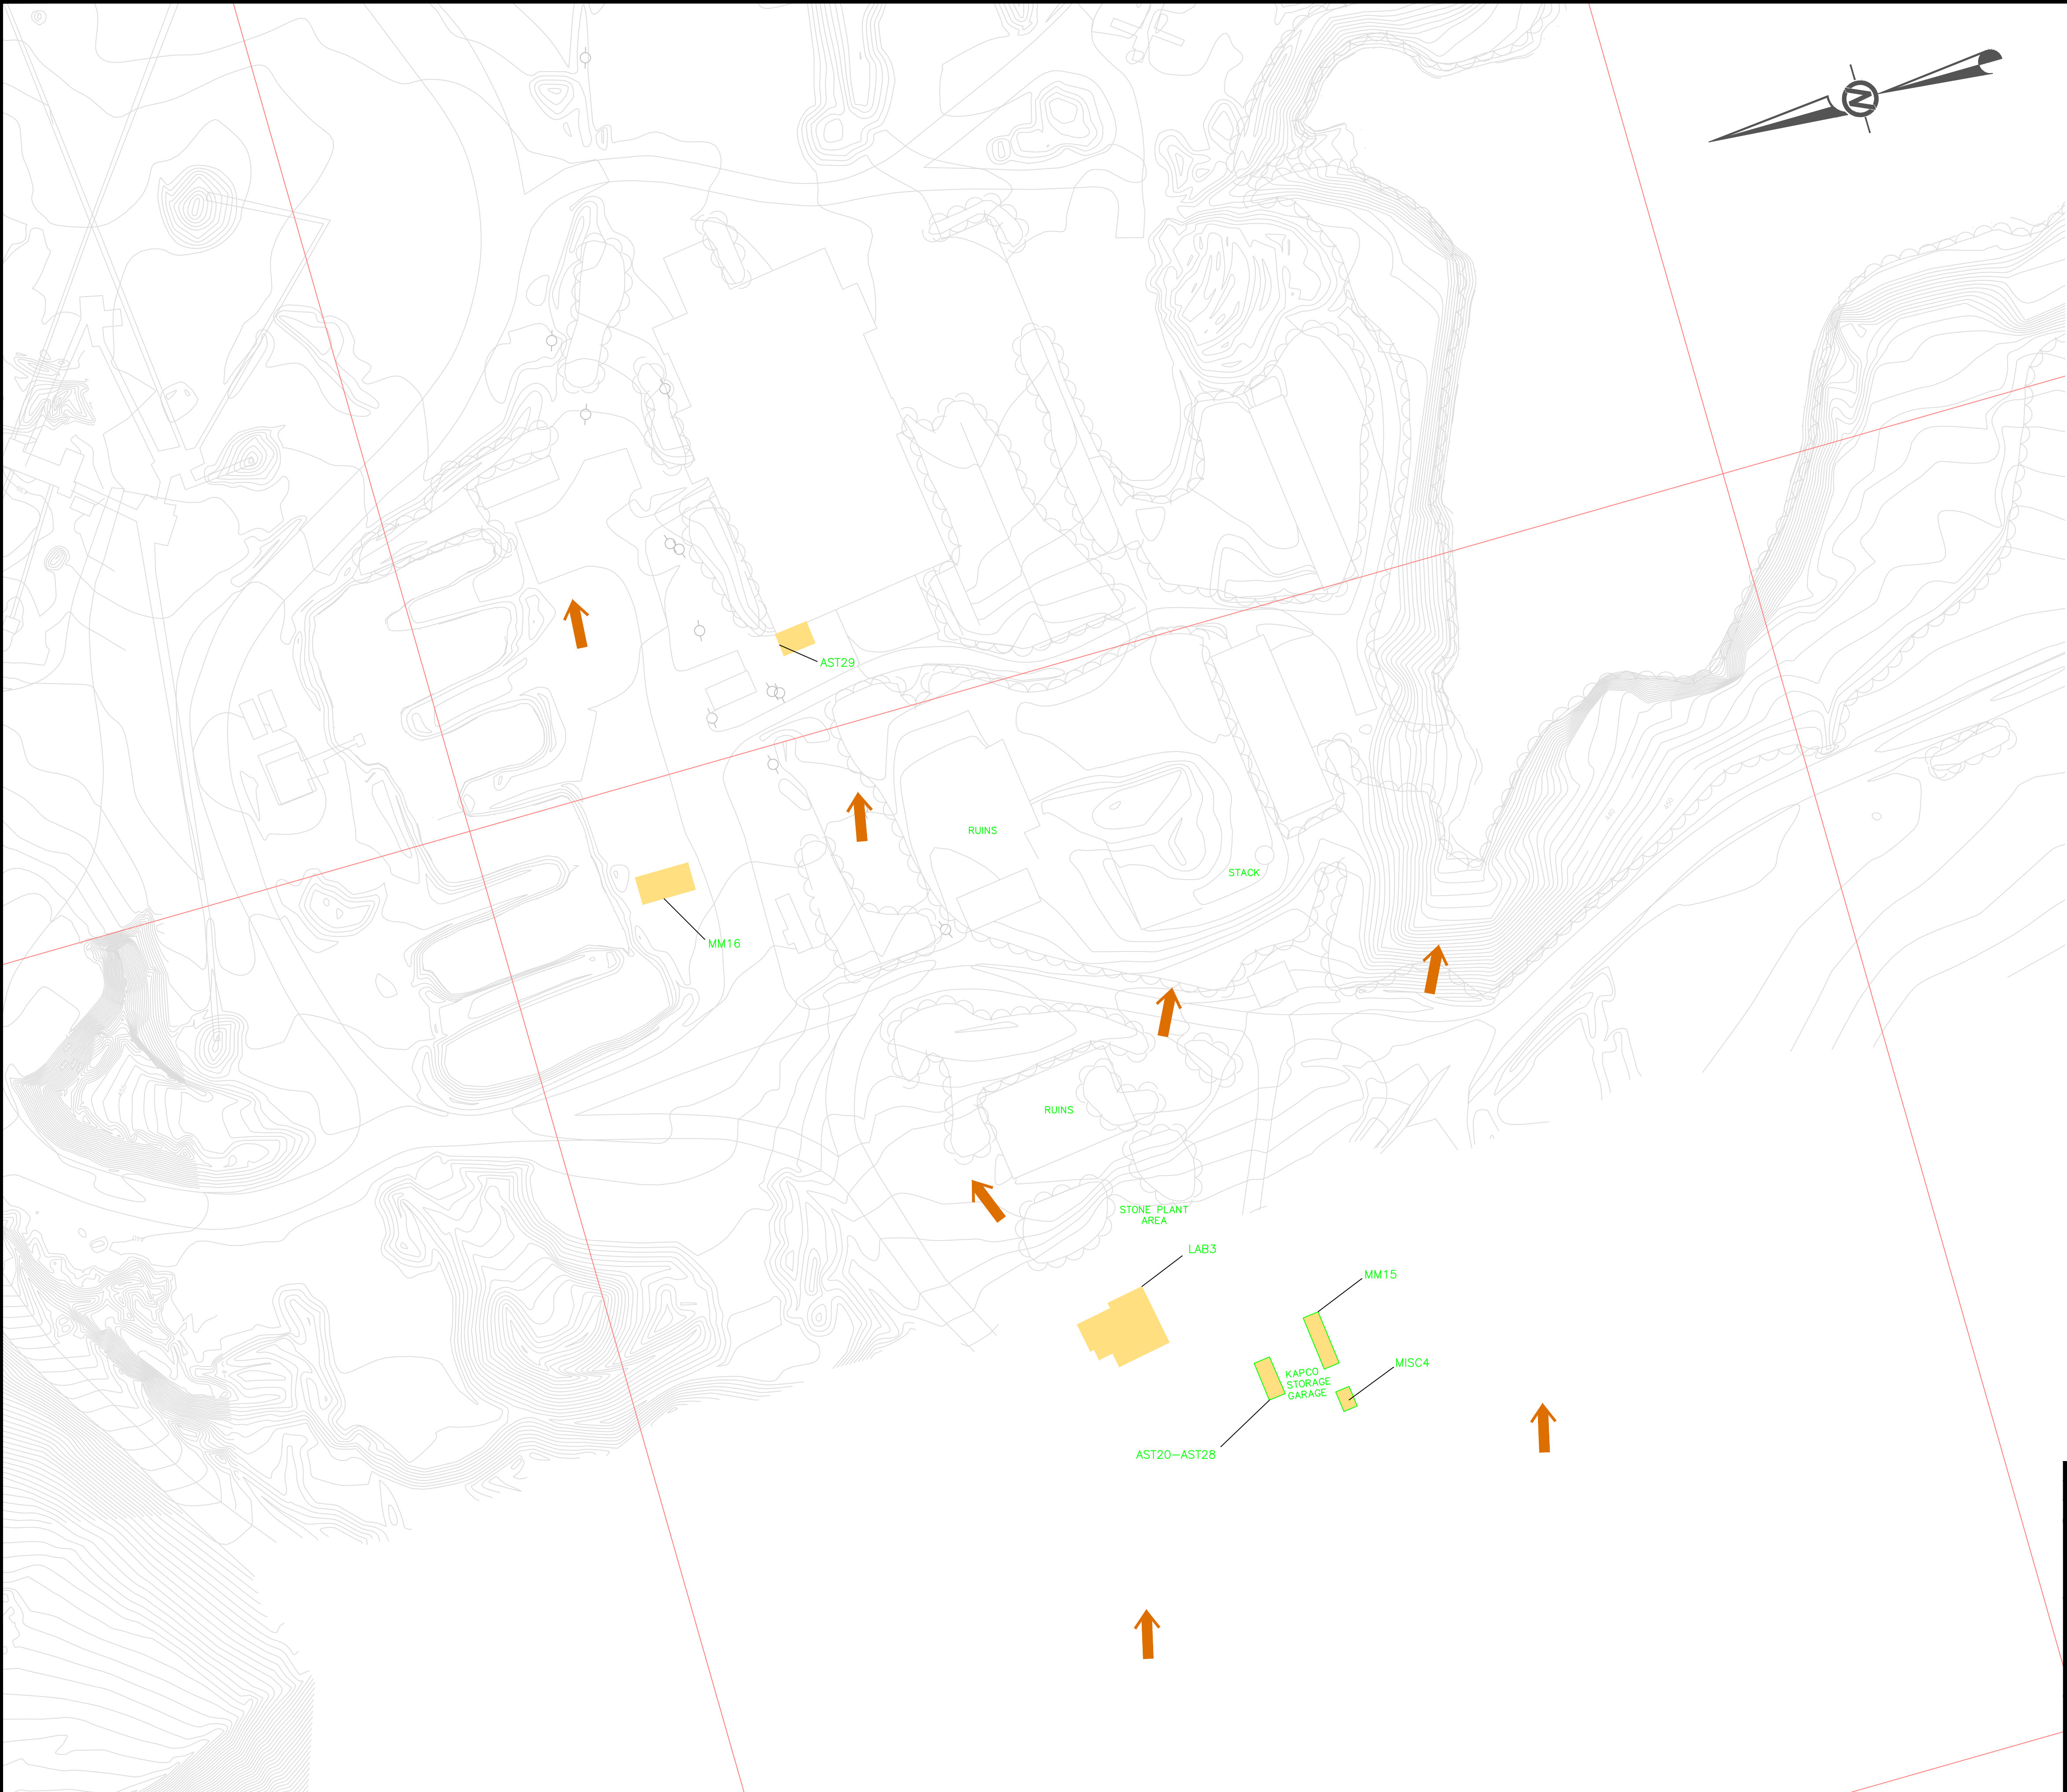 N
AST29
RUINS
STACK
MM16
RUINS
STONE PLANT
AREA
LAB3
MM15
MISC4
KAPCO
STORAGE
GARAGE
AST20-AST28